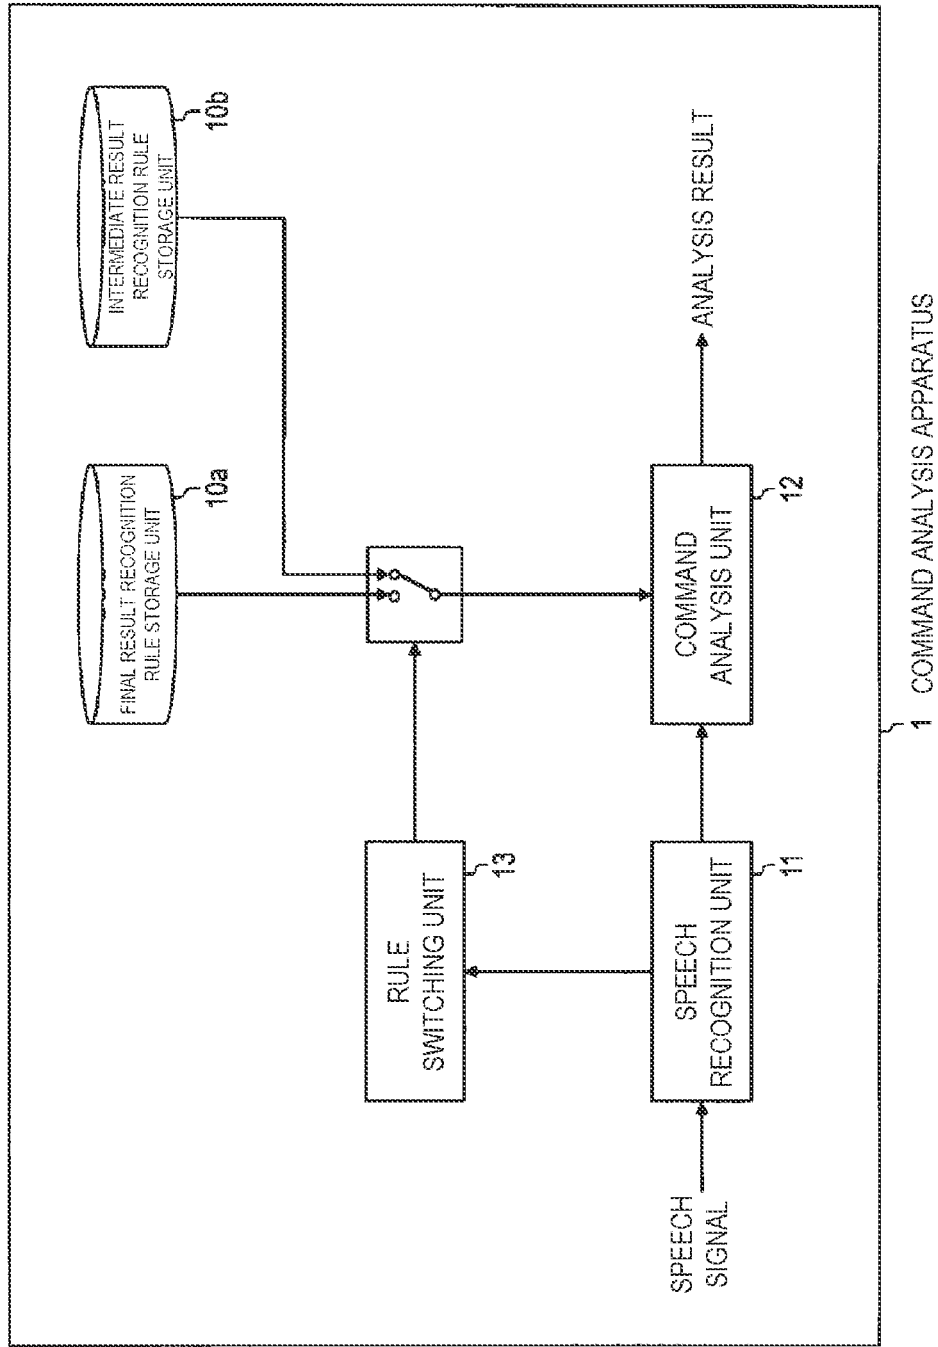 FINAL RESULT RECOGNITION
RULE STORAGE UNIT
10a
INTERMEDIATE RESULT
RECOGNITION RULE
STORAGE UNIT
10b
RULE
SWITCHING UNIT
13
SPEECH
SIGNAL
SPEECH
RECOGNITION UNIT
11
COMMAND
ANALYSIS UNIT
12
ANALYSIS RESULT
1 COMMAND ANALYSIS APPARATUS